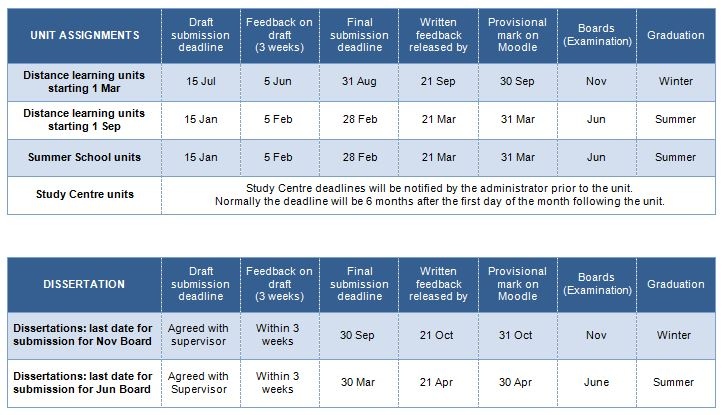 UNIT ASSIGNMENTS
Draft submission deadline
Feedback on draft (3 weeks)
Final submission deadline
Written feedback released by
Provisional mark on Moodle
Boards (Examination)
Graduation
Distance learning units starting 1 Mar
15 Jul
5 Jun
31 Aug
21 Sep
30 Sep
Nov
Winter
Distance learning units starting 1 Sep
15 Jan
5 Feb
28 Feb
21 Mar
31 Mar
Jun
Summer
Summer School units
15 Jan
5 Feb
28 Feb
21 Mar
31 Mar
Jun
Summer
Study Centre units
Study Centre deadlines will be notified by the administrator prior to the unit.
Normally the deadline will be 6 months after the first day of the month following the unit.
DISSERTATION
Draft submission deadline
Feedback on draft (3 weeks)
Final submission deadline
Written feedback released by
Provisional mark on Moodle
Boards (Examination)
Graduation
Dissertations: last date for submission for Nov Board
Agreed with supervisor
Within 3 weeks
30 Sep
21 Oct
31 Oct
Nov
Winter
Dissertations: last date for submission for Jun Board
Agreed with Supervisor
Within 3 weeks
30 Mar
21 Apr
30 Apr
June
Summer